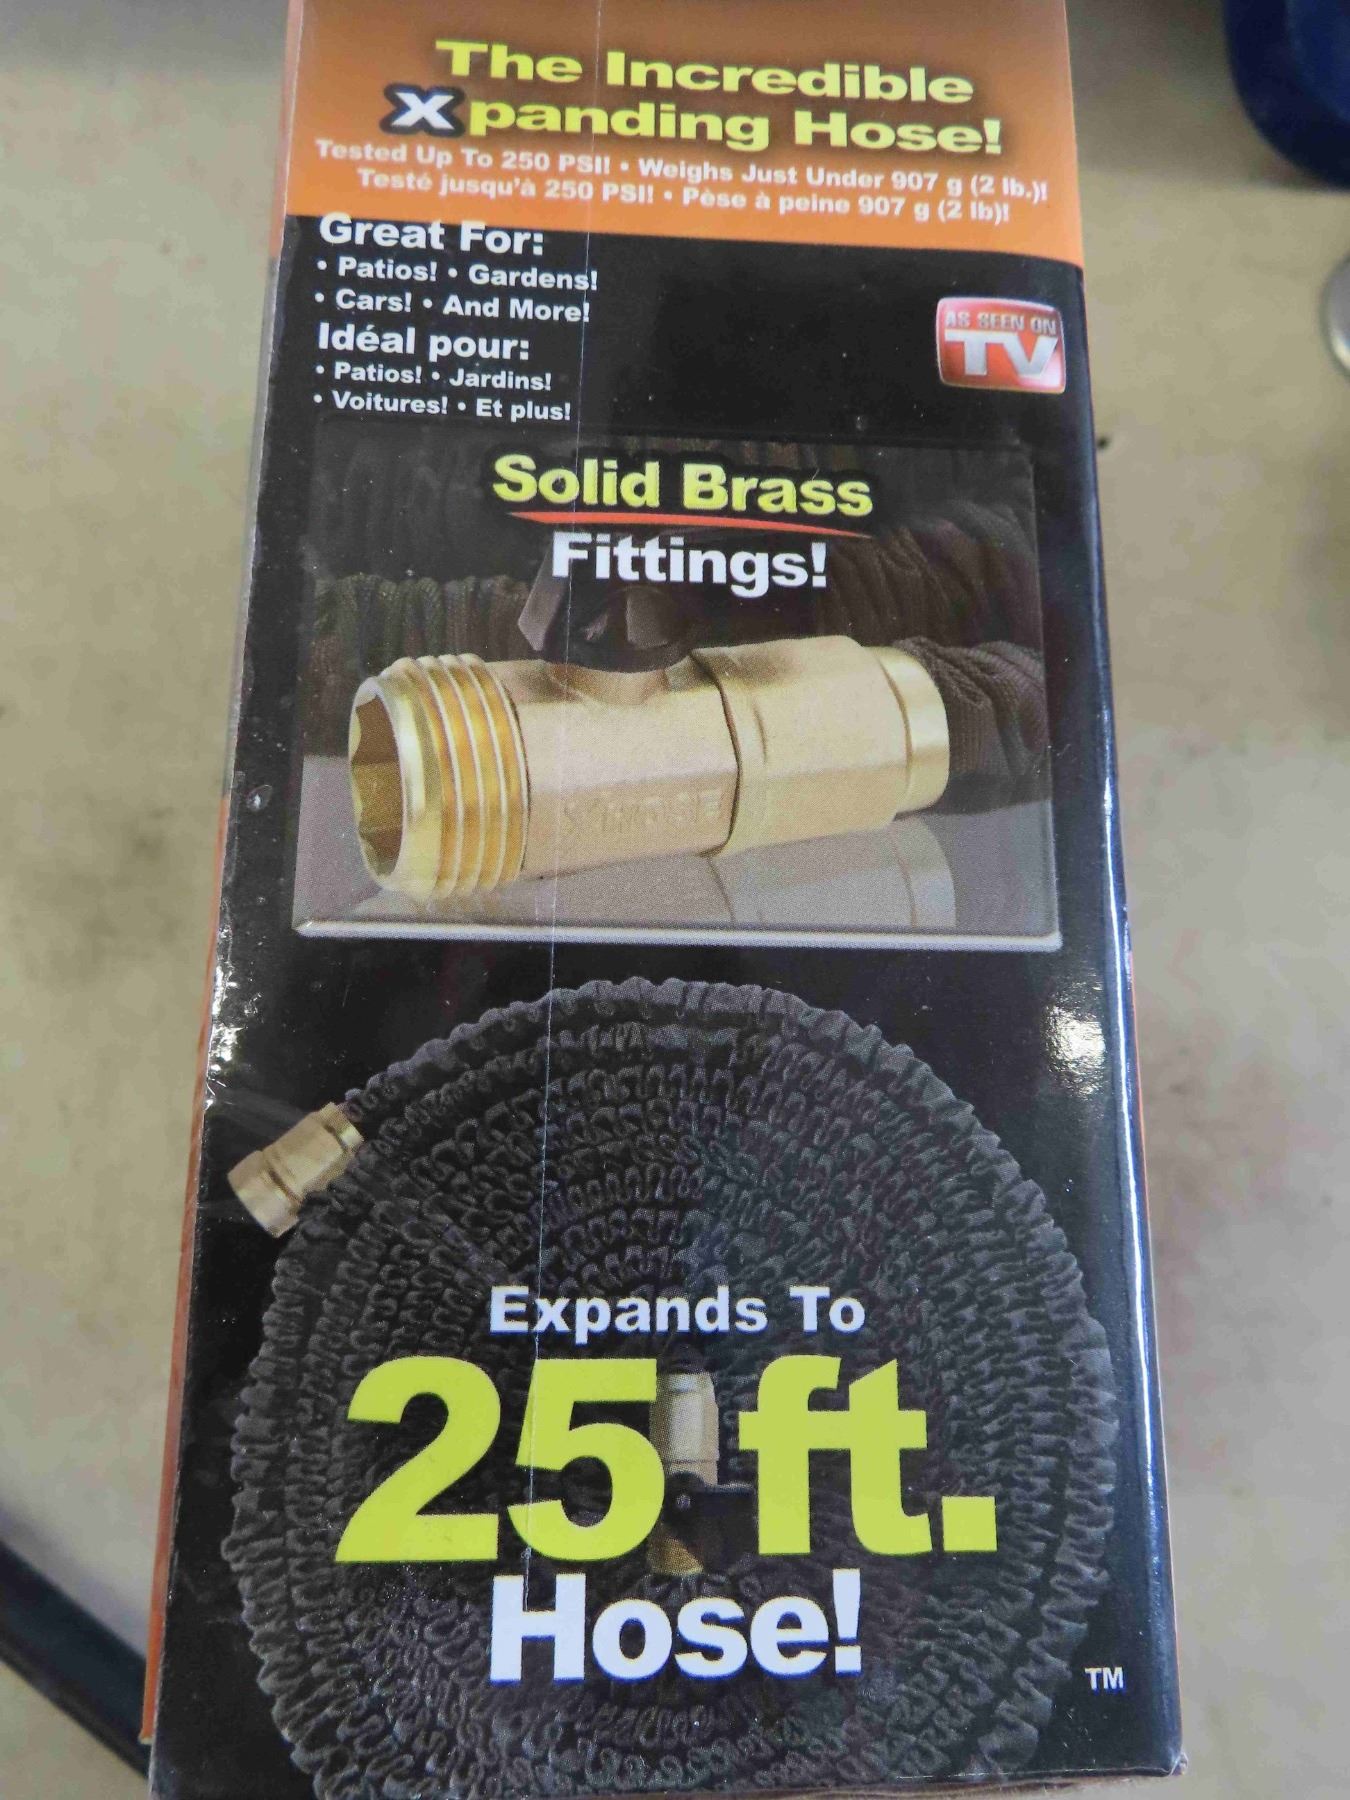 The Incredible
Xpanding Hose!
Tested Up To 250 PSI! • Weighs Just Under 907 g (2 lb.)!
Testé jusqu'à 250 PSI! • Pèse à peine 907 g (2 lb)!
Great For:
• Patios! • Gardens!
• Cars! • And More!
Idéal pour:
• Patios! • Jardins!
• Voitures! • Et plus!
AS SEEN ON
TV
Solid Brass
Fittings!
XHOSE
Expands To
25 ft.
Hose!
TM